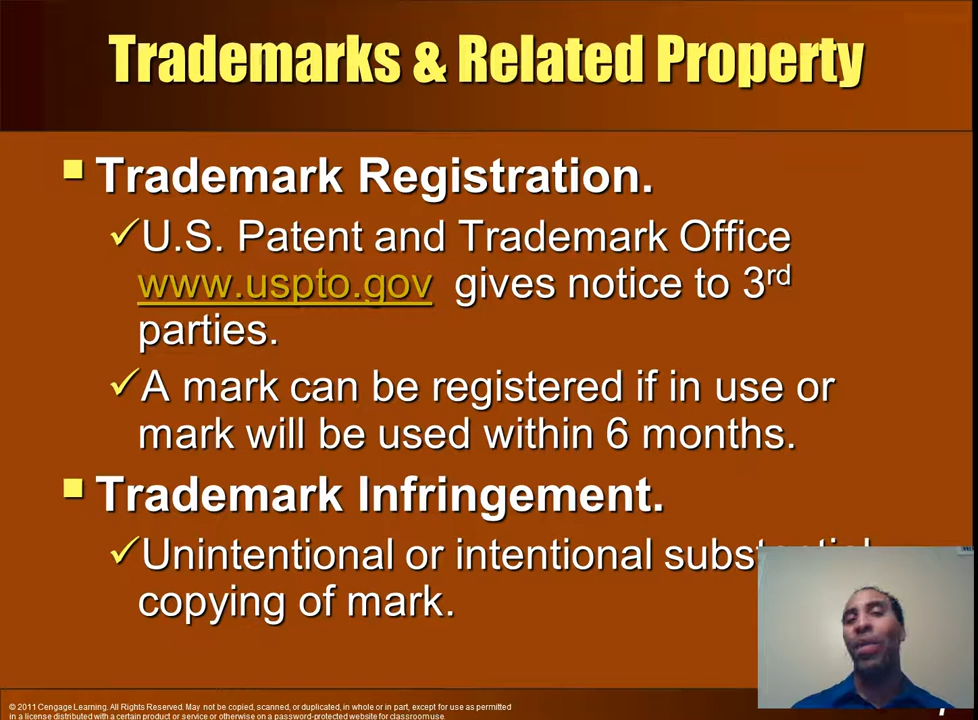 Trademarks & Related Property
Trademark Registration.
U.S. Patent and Trademark Office
www.uspto.gov gives notice to 3rd
parties.
A mark can be registered if in use or
mark will be used within 6 months.
Trademark Infringement.
Unintentional or intentional substantial
copying of mark.
© 2011 Cengage Learning. All Rights Reserved. May not be copied, scanned, or duplicated, in whole or in part, except for use as permitted
in a license distributed with a certain product or service or otherwise on a password-protected website for classroom use.